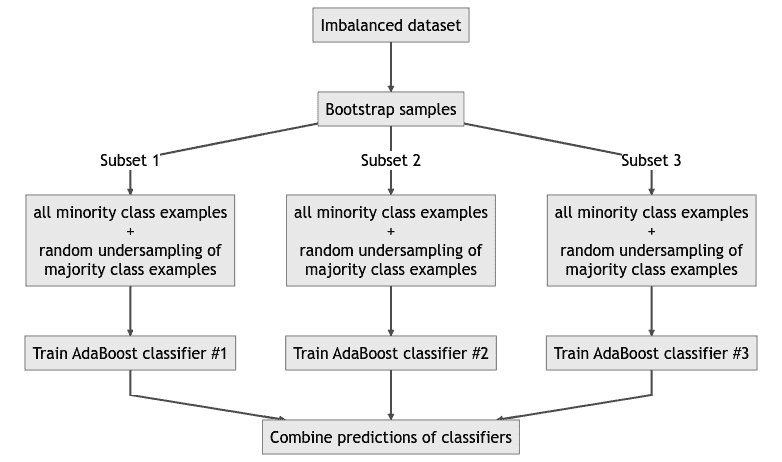 Imbalanced dataset
Bootstrap samples
Subset 1
Subset 2
Subset 3
all minority class examples
+
random undersampling of
majority class examples
all minority class examples
+
random undersampling of
majority class examples
all minority class examples
+
random undersampling of
majority class examples
Train AdaBoost classifier #1
Train AdaBoost classifier #2
Train AdaBoost classifier #3
Combine predictions of classifiers